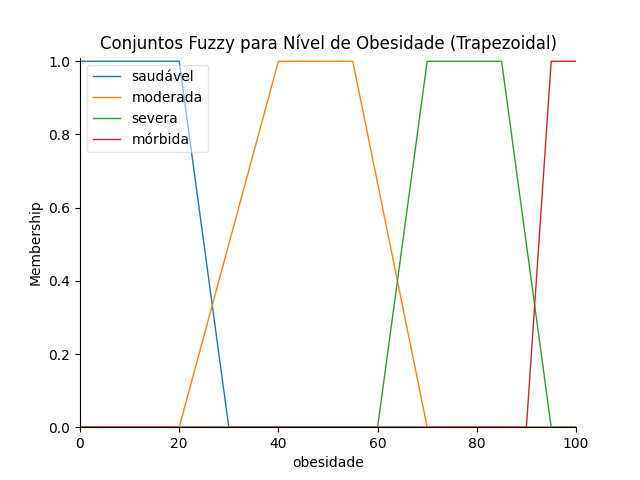 Conjuntos Fuzzy para Nível de Obesidade (Trapezoidal)
1.0
0.8
0.6
0.4
0.2
0.0
Membership
saudável
moderada
severa
mórbida
0 20 40 60 80 100
obesidade